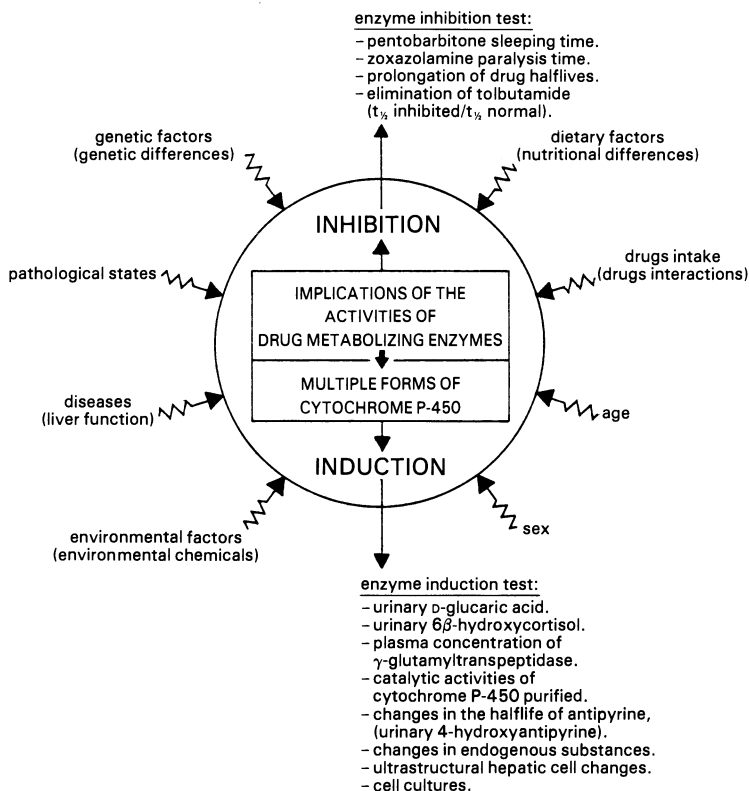 enzyme inhibition test:
– pentobarbitone sleeping time.
– zoxazolamine paralysis time.
– prolongation of drug halflives.
– elimination of tolbutamide
(t½ inhibited/t½ normal).
genetic factors
(genetic differences)
dietary factors
(nutritional differences)
INHIBITION
pathological states
drugs intake
(drugs interactions)
IMPLICATIONS OF THE
ACTIVITIES OF
DRUG METABOLIZING ENZYMES
MULTIPLE FORMS OF
CYTOCHROME P-450
diseases
(liver function)
age
INDUCTION
environmental factors
(environmental chemicals)
sex
enzyme induction test:
– urinary D-glucaric acid.
– urinary 6β-hydroxycortisol.
– plasma concentration of
γ-glutamyltranspeptidase.
– catalytic activities of
cytochrome P-450 purified.
– changes in the halflife of antipyrine,
(urinary 4-hydroxyantipyrine).
– changes in endogenous substances.
– ultrastructural hepatic cell changes.
– cell cultures.